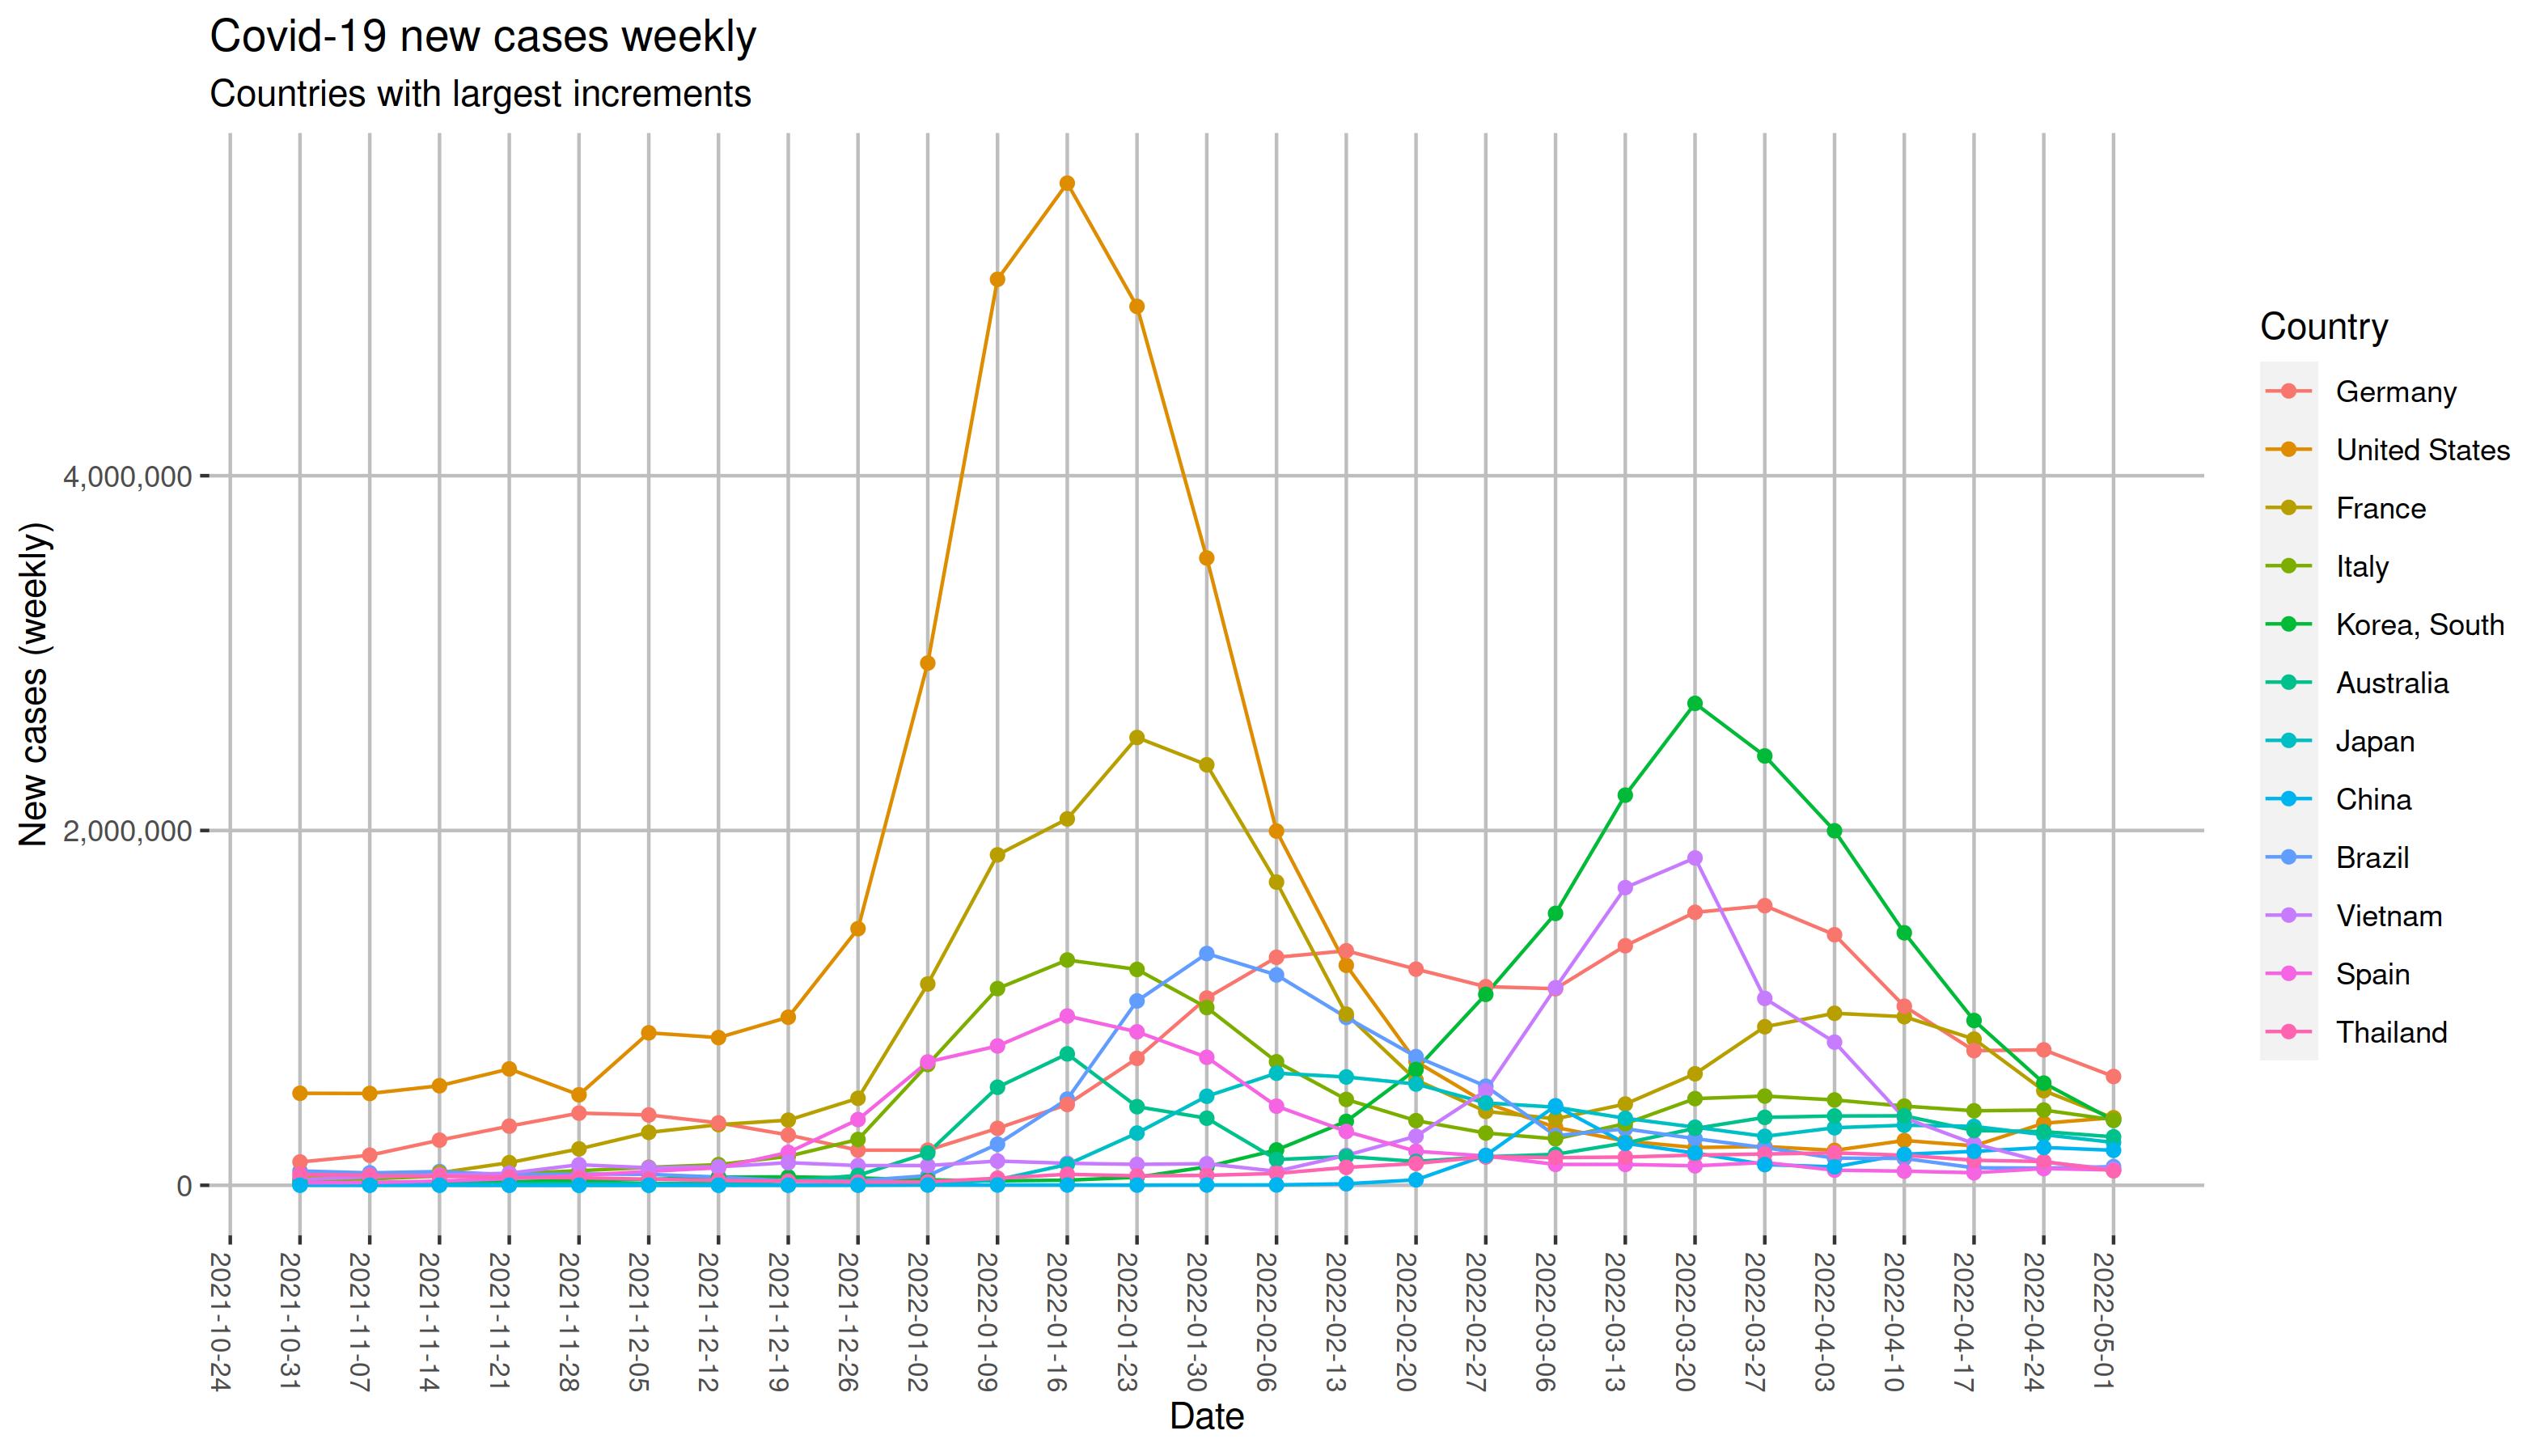 Covid-19 new cases weekly
Countries with largest increments
New cases (weekly)
4,000,000
2,000,000
0
2021-10-24
2021-10-31
2021-11-07
2021-11-14
2021-11-21
2021-11-28
2021-12-05
2021-12-12
2021-12-19
2021-12-26
2022-01-02
2022-01-09
2022-01-16
2022-01-23
2022-01-30
2022-02-06
2022-02-13
2022-02-20
2022-02-27
2022-03-06
2022-03-13
2022-03-20
2022-03-27
2022-04-03
2022-04-10
2022-04-17
2022-04-24
2022-05-01
Date
Country
Germany
United States
France
Italy
Korea, South
Australia
Japan
China
Brazil
Vietnam
Spain
Thailand